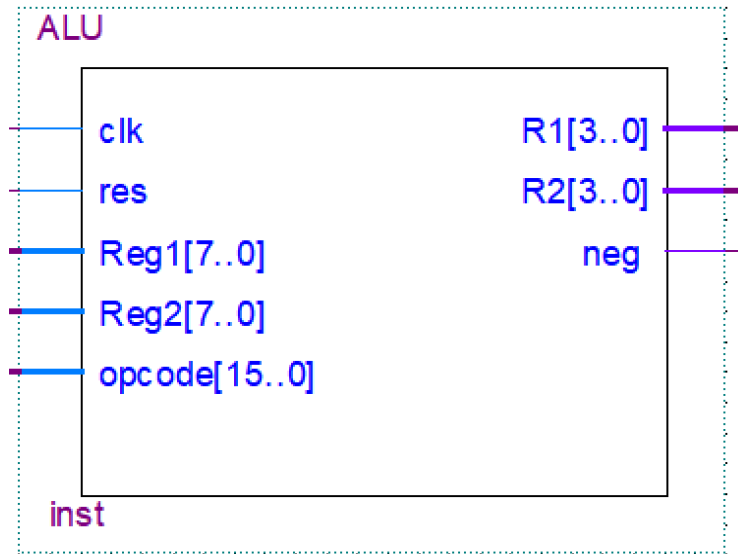 ALU
clk
res
Reg1[7..0]
Reg2[7..0]
opcode[15..0]
R1[3..0]
R2[3..0]
neg
inst